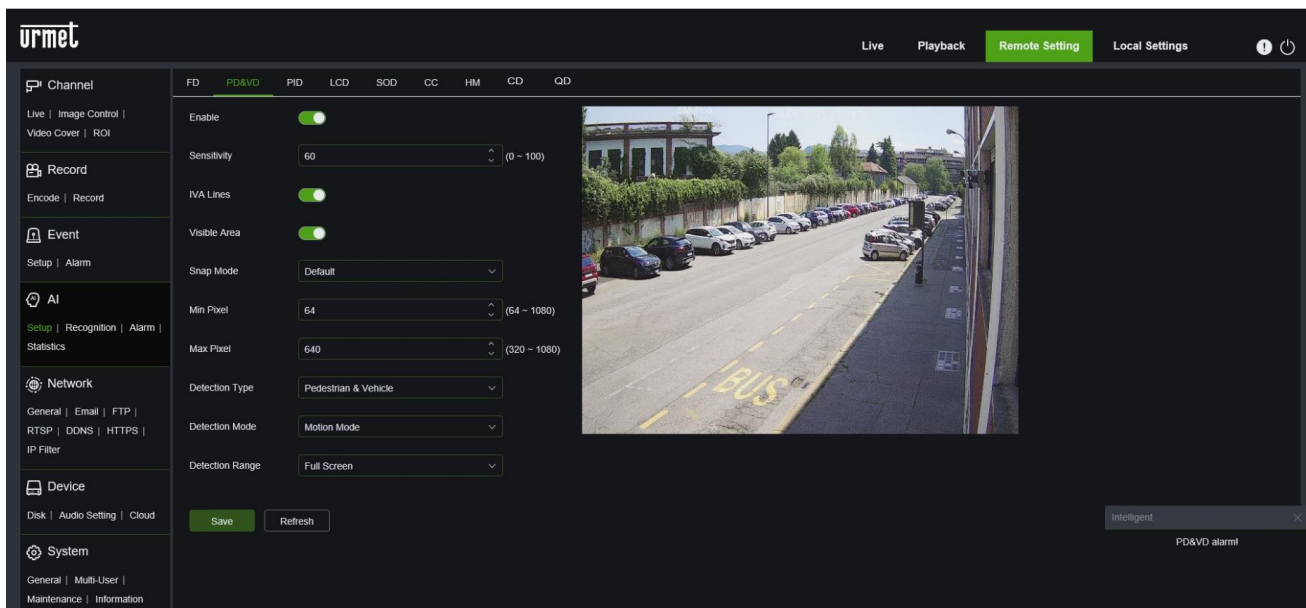 urmet
Live Playback Remote Setting Local Settings
Channel
Live | Image Control |
Video Cover | ROI
Record
Encode | Record
Event
Setup | Alarm
AI
Setup | Recognition | Alarm |
Statistics
Network
General | Email | FTP |
RTSP | DDNS | HTTPS |
IP Filter
Device
Disk | Audio Setting | Cloud
System
General | Multi-User |
Maintenance | Information
FD PD&VD PID LCD SOD CC HM CD QD
Enable
Sensitivity 60 (0 ~ 100)
IVA Lines
Visible Area
Snap Mode Default
Min Pixel 64 (64 ~ 1080)
Max Pixel 640 (320 ~ 1080)
Detection Type Pedestrian & Vehicle
Detection Mode Motion Mode
Detection Range Full Screen
Save Refresh
BUS
Intelligent
PD&VD alarm!